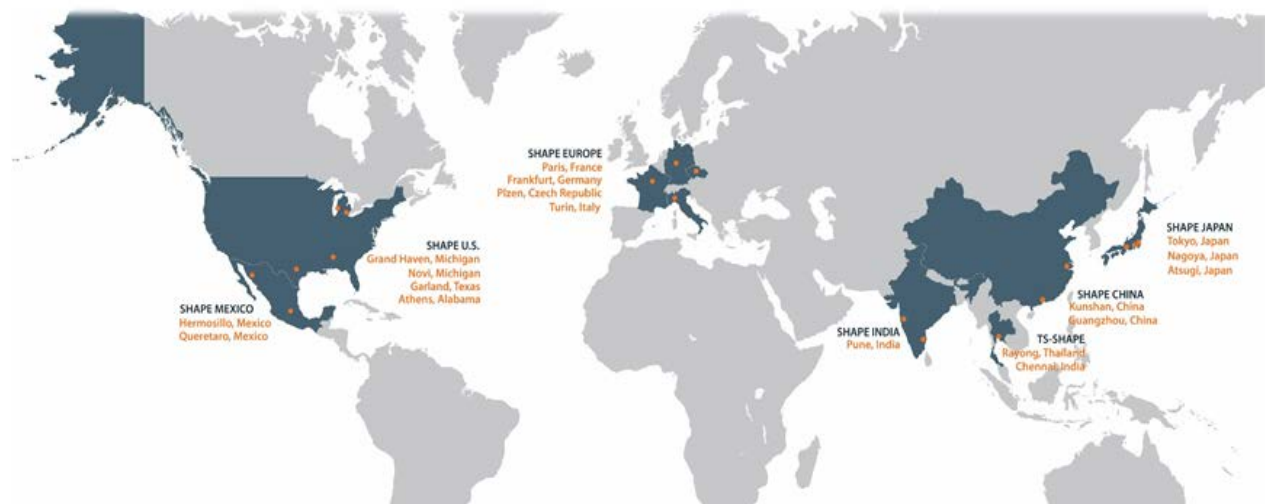 SHAPE EUROPE
Paris, France
Frankfurt, Germany
Plzen, Czech Republic
Turin, Italy
SHAPE U.S.
Grand Haven, Michigan
Novi, Michigan
Garland, Texas
Athens, Alabama
SHAPE MEXICO
Hermosillo, Mexico
Queretaro, Mexico
SHAPE JAPAN
Tokyo, Japan
Nagoya, Japan
Atsugi, Japan
SHAPE CHINA
Kunshan, China
Guangzhou, China
SHAPE INDIA
Pune, India
TS-SHAPE
Rayong, Thailand
Chennai, India